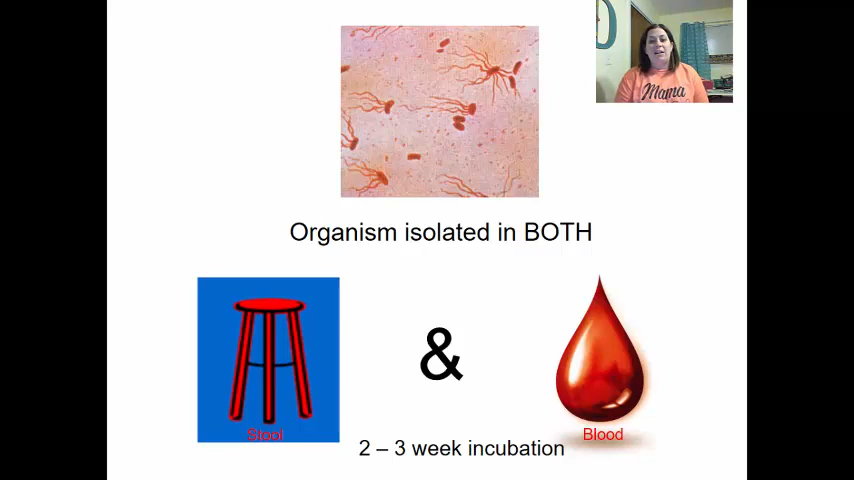 Mama
Organism isolated in BOTH
&
Stool
Blood
2 – 3 week incubation